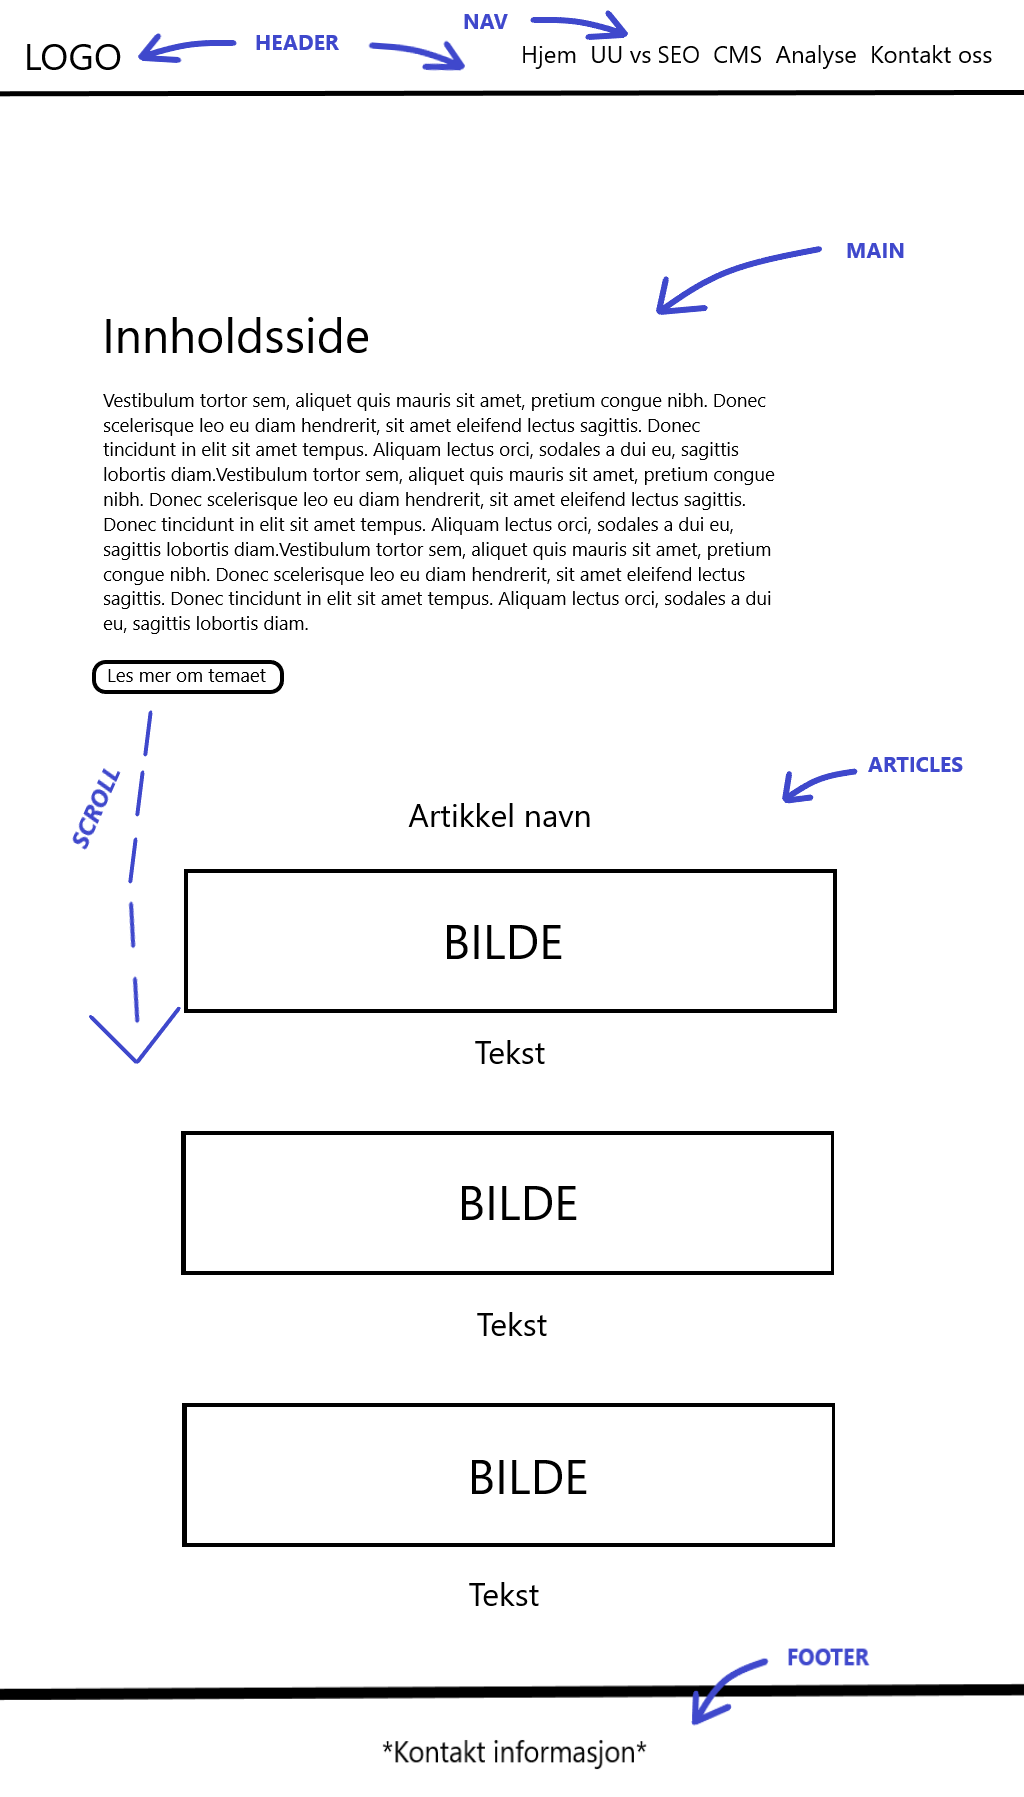 LOGO
HEADER
NAV
Hjem UU vs SEO CMS Analyse Kontakt oss
MAIN
Innholdsside
Vestibulum tortor sem, aliquet quis mauris sit amet, pretium congue nibh. Donec
scelerisque leo eu diam hendrerit, sit amet eleifend lectus sagittis. Donec
tincidunt in elit sit amet tempus. Aliquam lectus orci, sodales a dui eu, sagittis
lobortis diam.Vestibulum tortor sem, aliquet quis mauris sit amet, pretium congue
nibh. Donec scelerisque leo eu diam hendrerit, sit amet eleifend lectus sagittis.
Donec tincidunt in elit sit amet tempus. Aliquam lectus orci, sodales a dui eu,
sagittis lobortis diam.Vestibulum tortor sem, aliquet quis mauris sit amet, pretium
congue nibh. Donec scelerisque leo eu diam hendrerit, sit amet eleifend lectus
sagittis. Donec tincidunt in elit sit amet tempus. Aliquam lectus orci, sodales a dui
eu, sagittis lobortis diam.
Les mer om temaet
SCROLL
ARTICLES
Artikkel navn
BILDE
Tekst
BILDE
Tekst
BILDE
Tekst
FOOTER
*Kontakt informasjon*